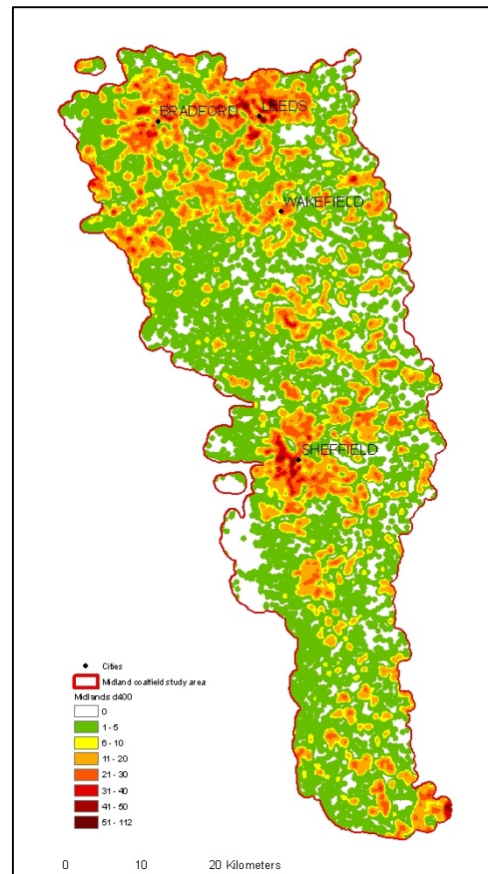 BRADFORD
LEEDS
WAKEFIELD
SHEFFIELD
Cities
Midland coalfield study area
Midlands d400
0
1 - 5
6 - 10
11 - 20
21 - 30
31 - 40
41 - 50
51 - 112
0 10 20 Kilometers